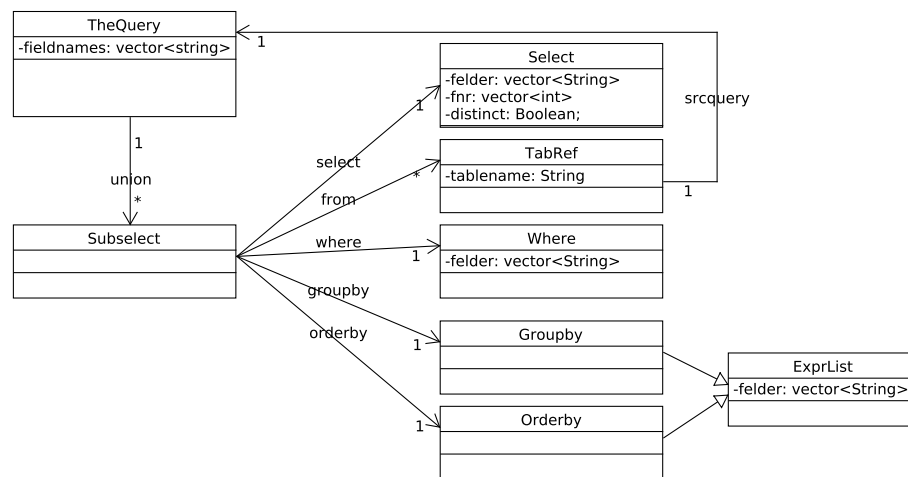 TheQuery
-fieldnames: vector<string>
1
Select
-felder: vector<String>
-fnr: vector<int>
-distinct: Boolean;
1
srcquery
1
union
*
select
TabRef
-tablename: String
*
1
from
Subselect
where
Where
-felder: vector<String>
1
groupby
Groupby
1
orderby
ExprList
-felder: vector<String>
Orderby
1